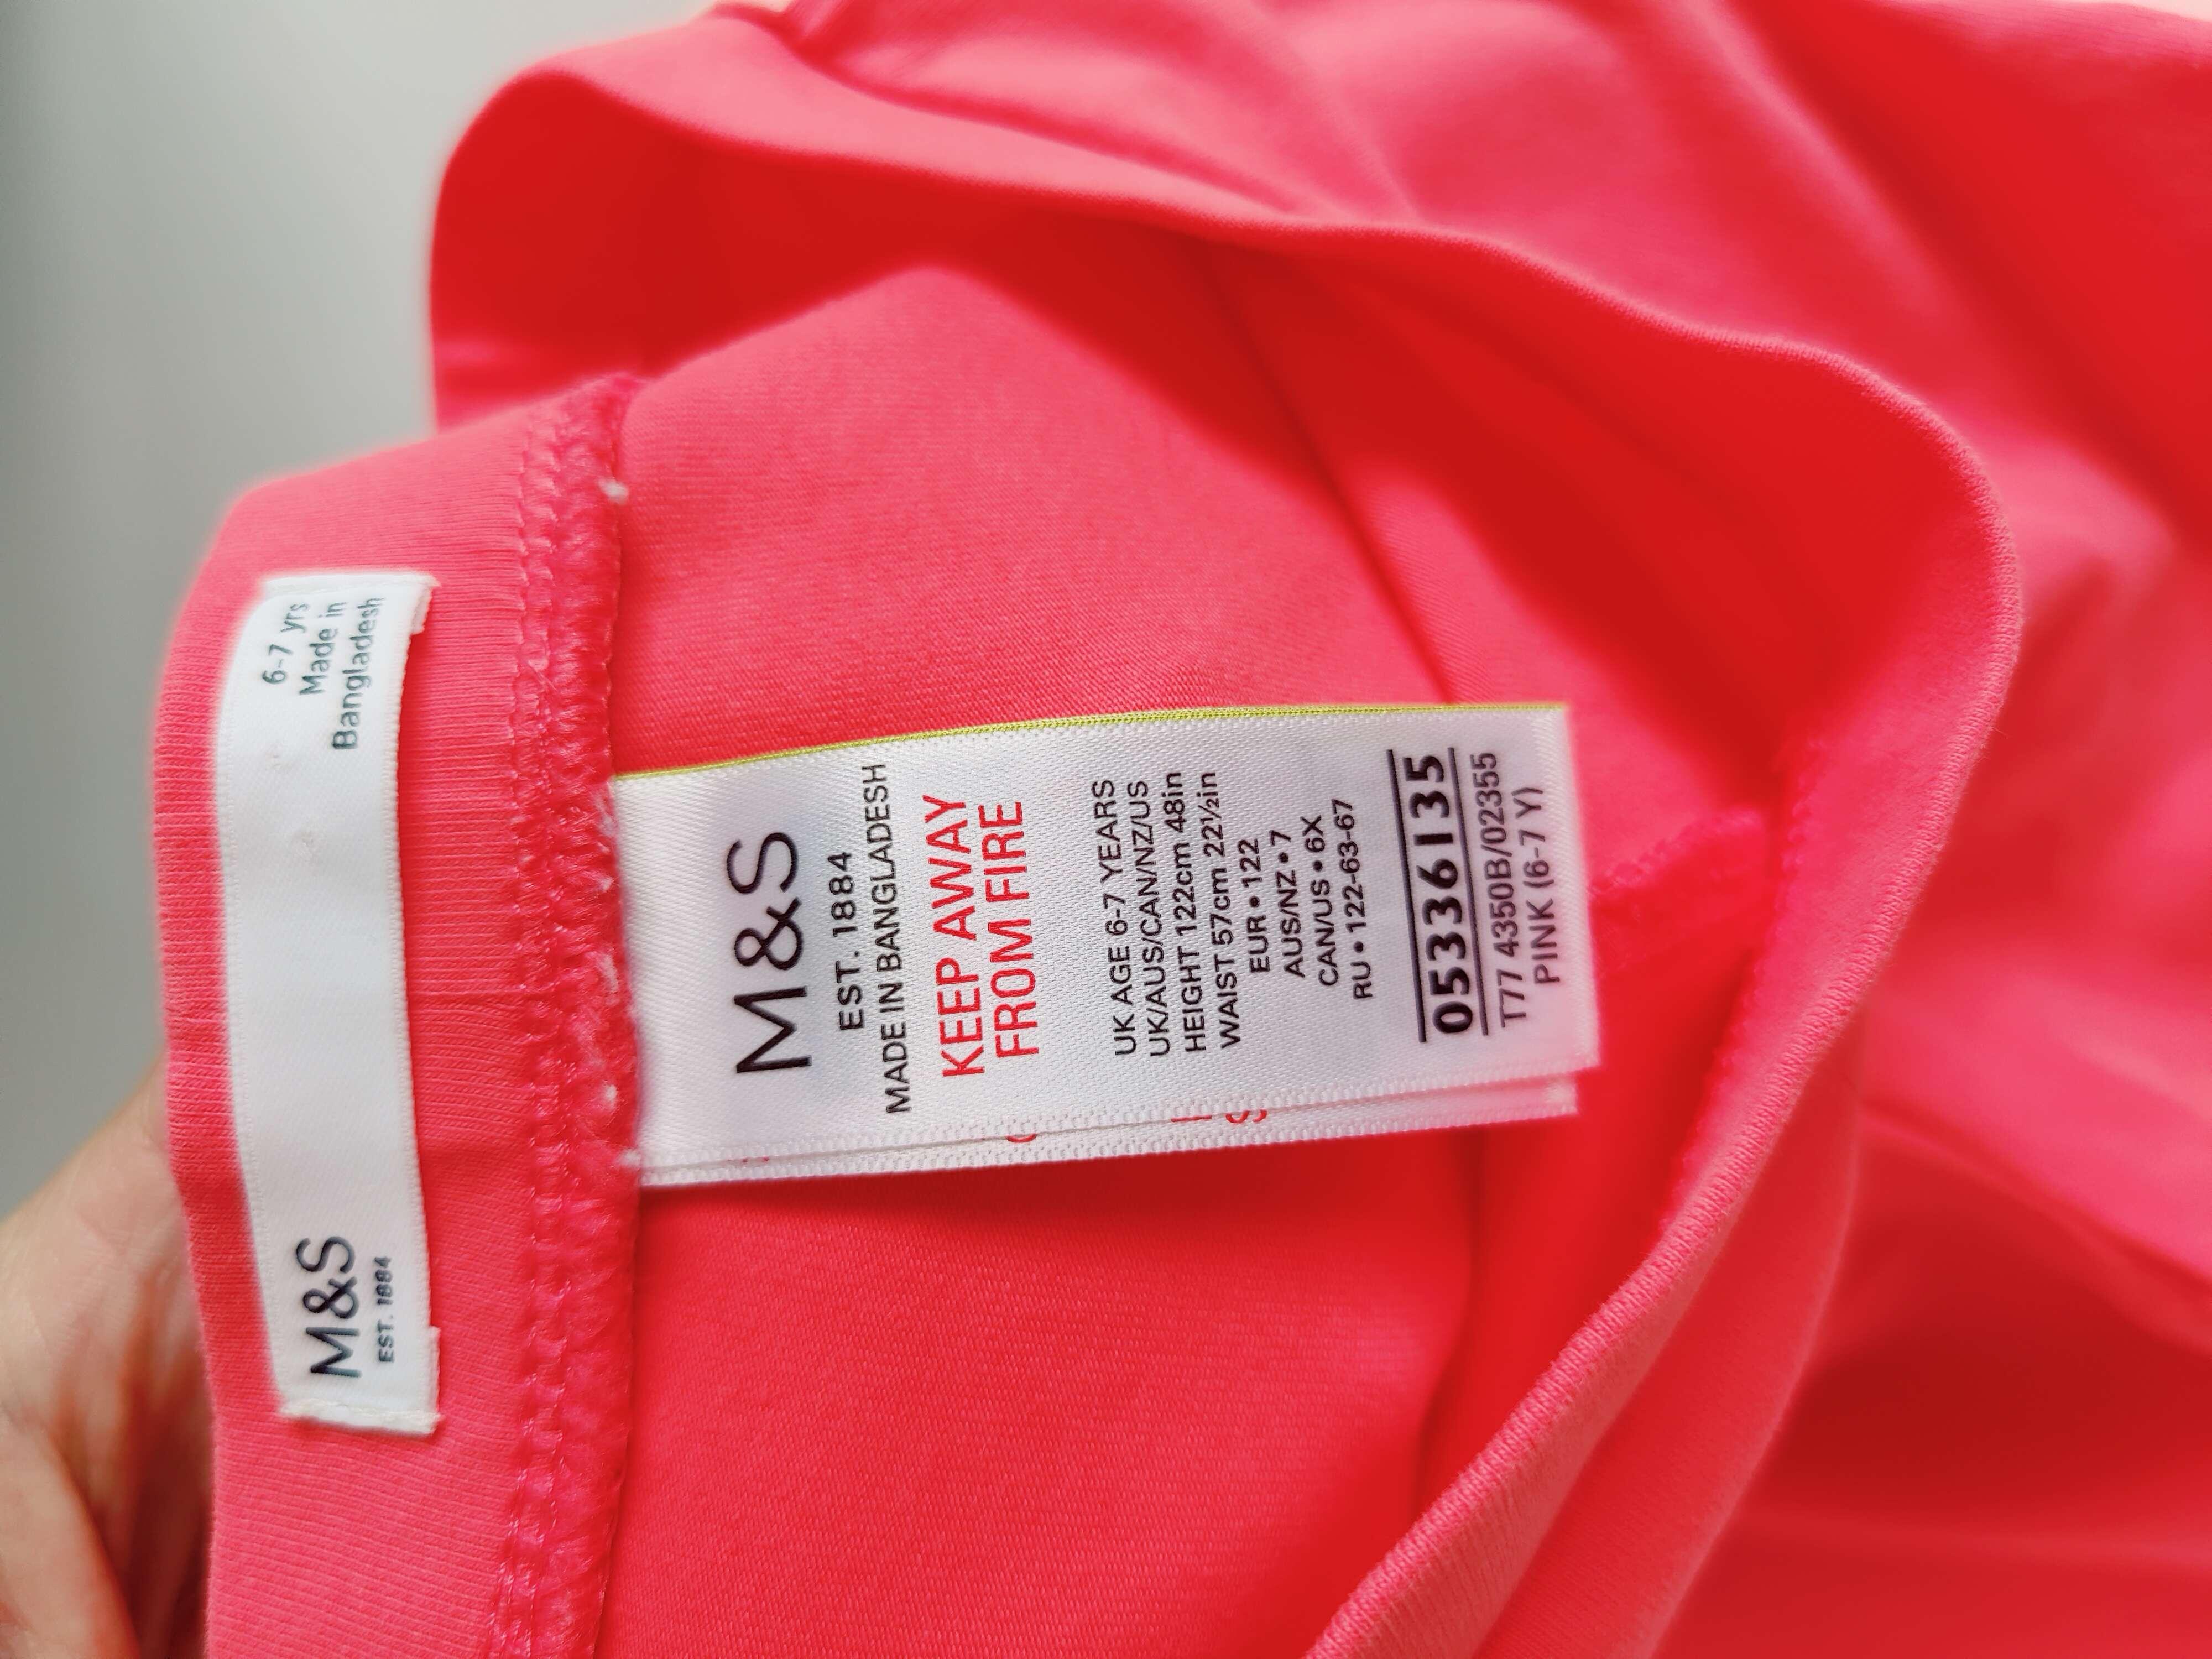 6-7 yrs
Made in
Bangladesh
M&S
EST. 1884
M&S
EST. 1884
MADE IN BANGLADESH
KEEP AWAY
FROM FIRE
UK AGE 6-7 YEARS
UK/AUS/CAN/NZ/US
HEIGHT 122cm 48in
WAIST 57cm 22½in
EUR • 122
AUS/NZ • 7
CAN/US • 6X
RU • 122-63-67
05336135
T77 4350B/02355
PINK (6-7 Y)